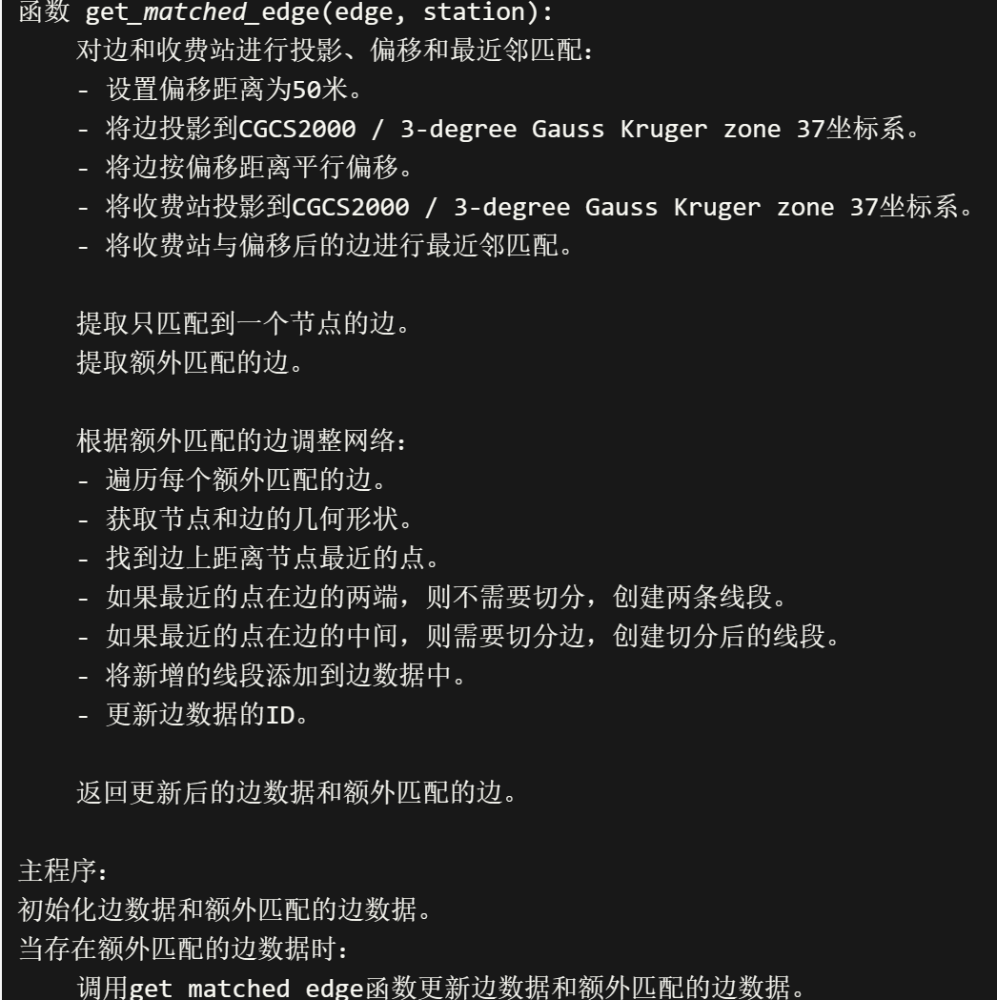 函数 get_matched_edge(edge, station):
对边和收费站进行投影、偏移和最近邻匹配:
- 设置偏移距离为50米。
- 将边投影到CGCS2000 / 3-degree Gauss Kruger zone 37坐标系。
- 将边按偏移距离平行偏移。
- 将收费站投影到CGCS2000 / 3-degree Gauss Kruger zone 37坐标系。
- 将收费站与偏移后的边进行最近邻匹配。
提取只匹配到一个节点的边。
提取额外匹配的边。
根据额外匹配的边调整网络:
- 遍历每个额外匹配的边。
- 获取节点和边的几何形状。
- 找到边上距离节点最近的点。
- 如果最近的点在边的两端，则不需要切分，创建两条线段。
- 如果最近的点在边的中间，则需要切分边，创建切分后的线段。
- 将新增的线段添加到边数据中。
- 更新边数据的ID。
返回更新后的边数据和额外匹配的边。
主程序:
初始化边数据和额外匹配的边数据。
当存在额外匹配的边数据时:
调用get_matched_edge函数更新边数据和额外匹配的边数据。